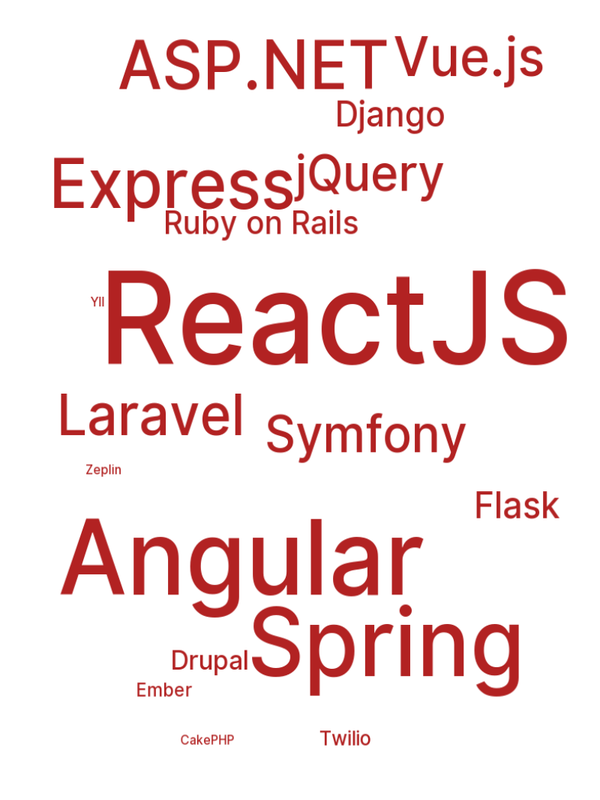 ASP.NET
Vue.js
Django
Express
jQuery
Ruby on Rails
YII
ReactJS
Laravel
Symfony
Zeplin
Flask
Angular
Spring
Drupal
Ember
CakePHP
Twilio